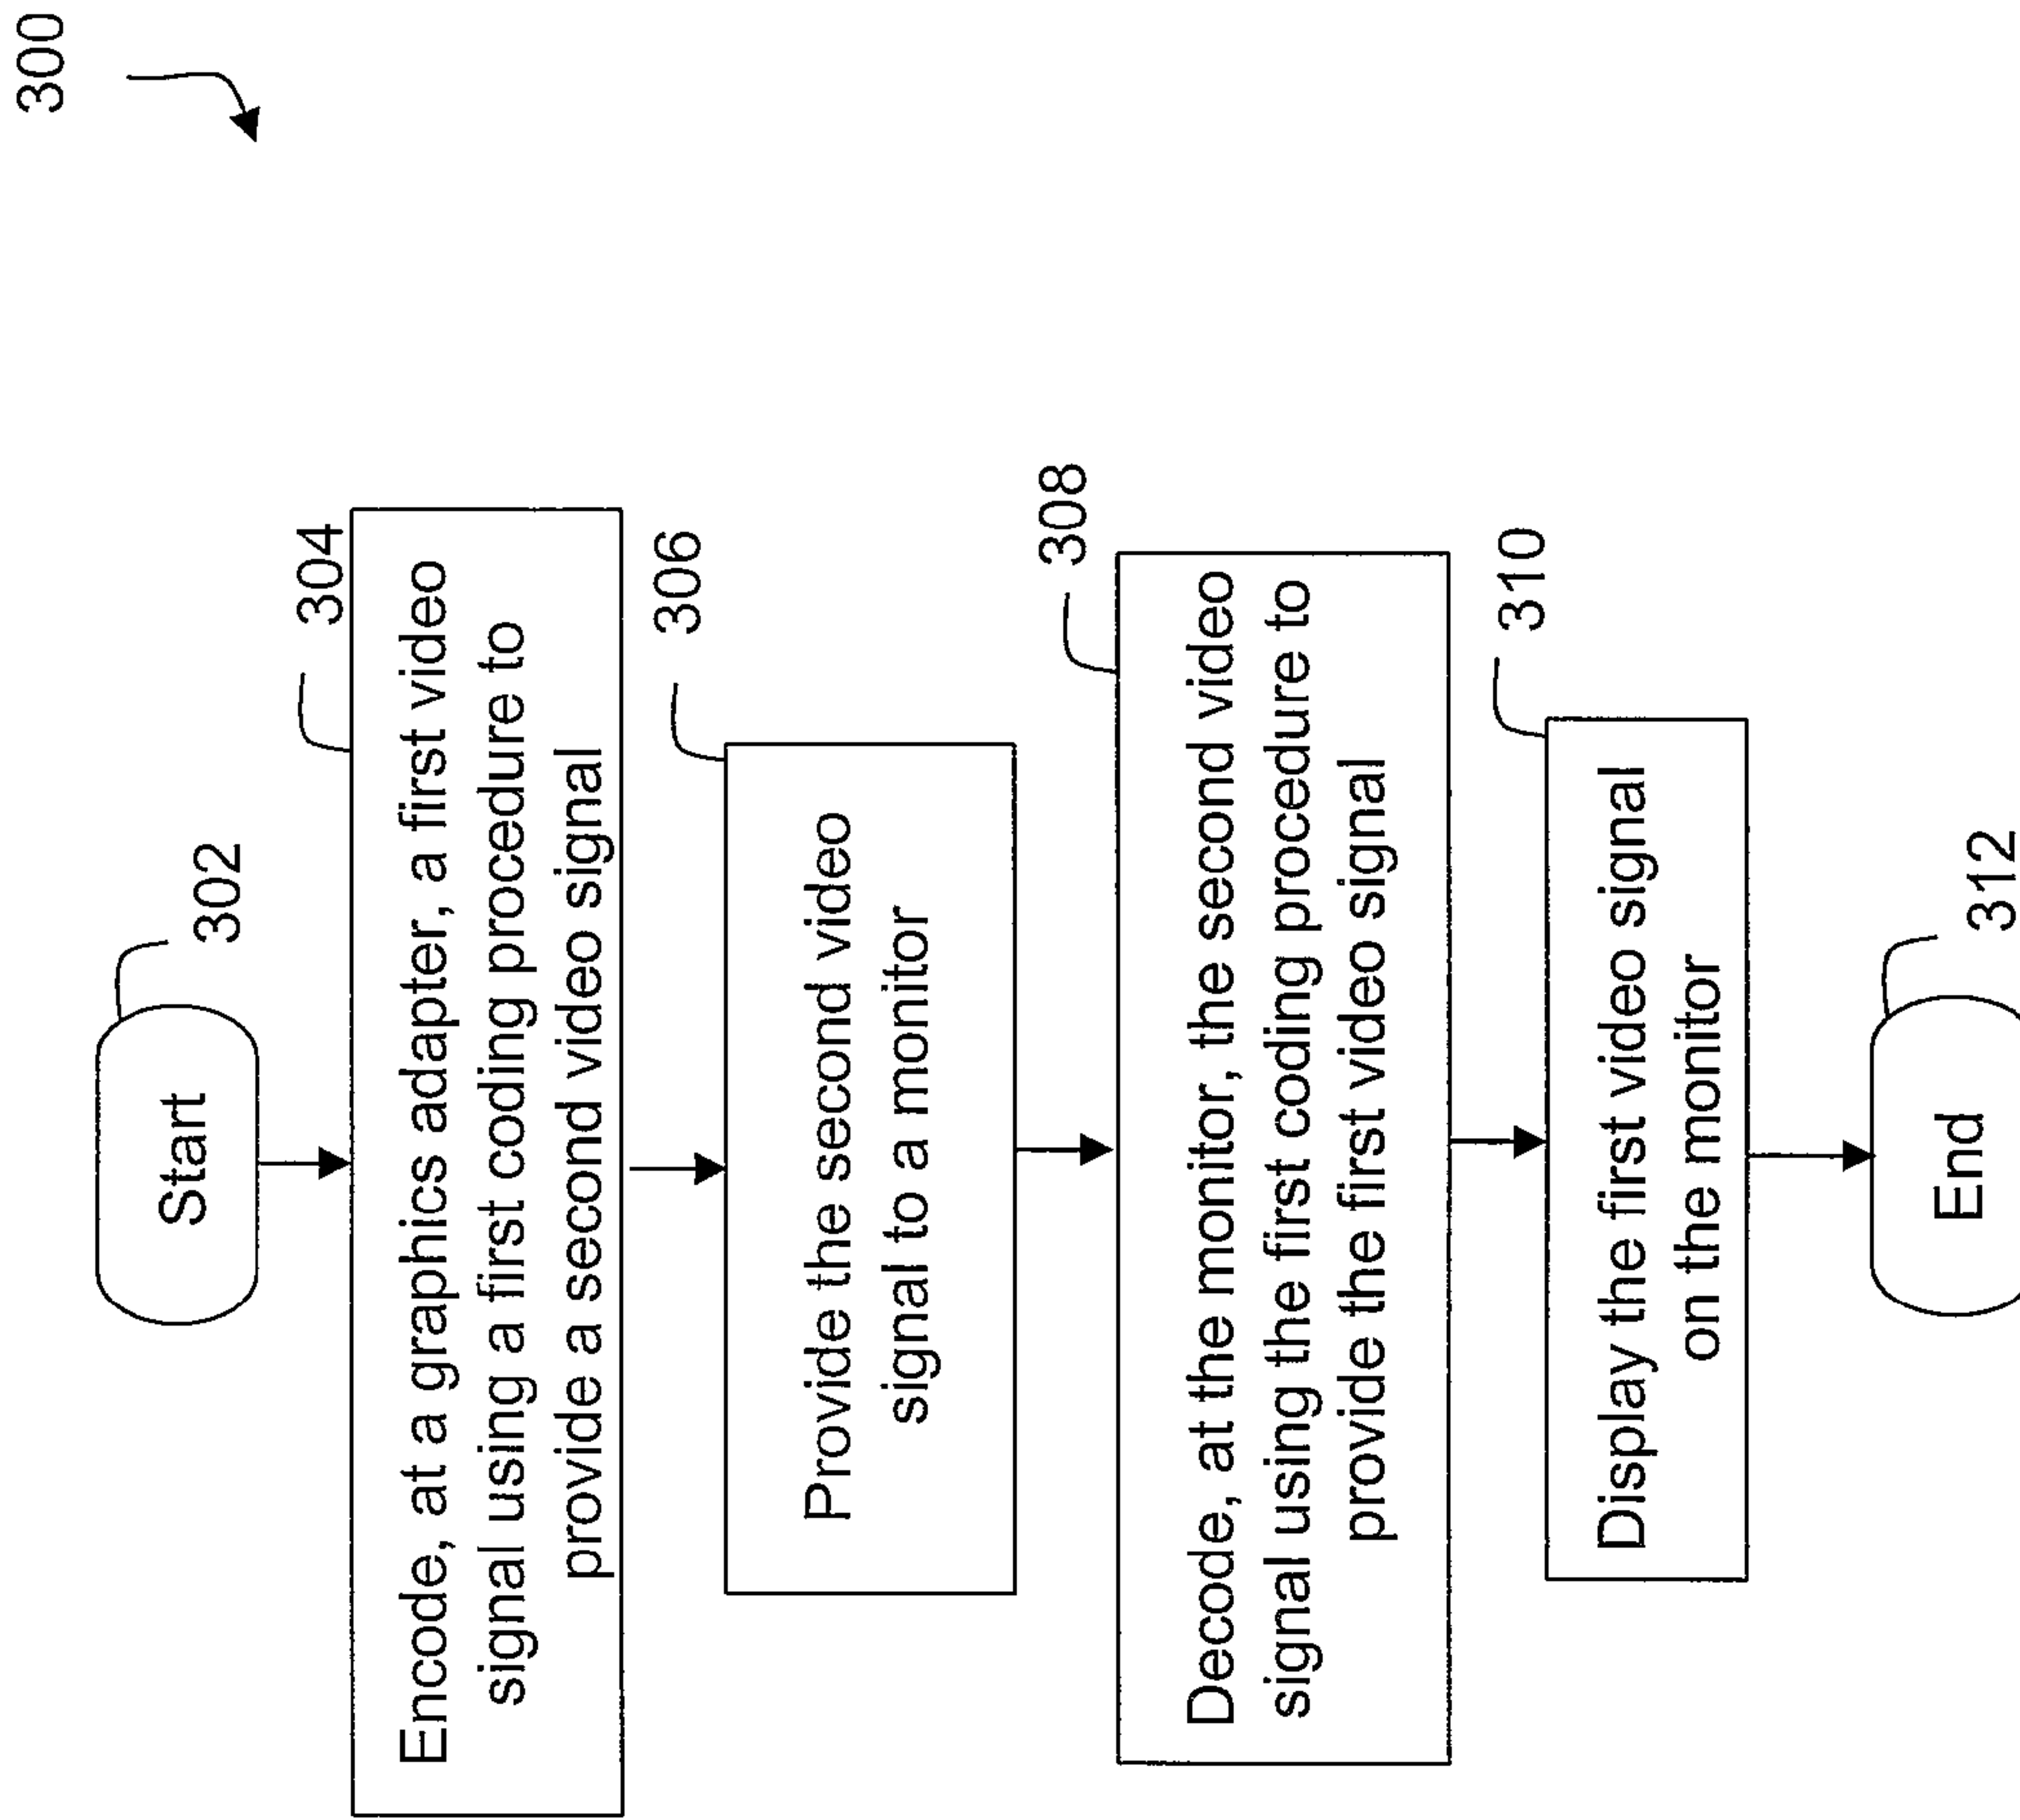 300
302
Start
304
Encode, at a graphics adapter, a first video
signal using a first coding procedure to
provide a second video signal
306
Provide the second video
signal to a monitor
308
Decode, at the monitor, the second video
signal using the first coding procedure to
provide the first video signal
310
Display the first video signal
on the monitor
312
End